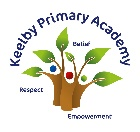 Keelby Primary Academy
Belief
Respect
Empowerment